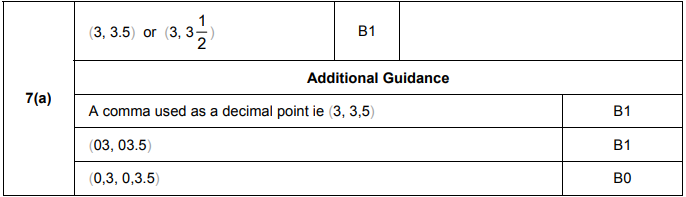 (3, 3.5) or (3, 3 1/2) B1
7(a)
Additional Guidance
A comma used as a decimal point ie (3, 3,5) B1
(03, 03.5) B1
(0,3, 0,3.5) B0